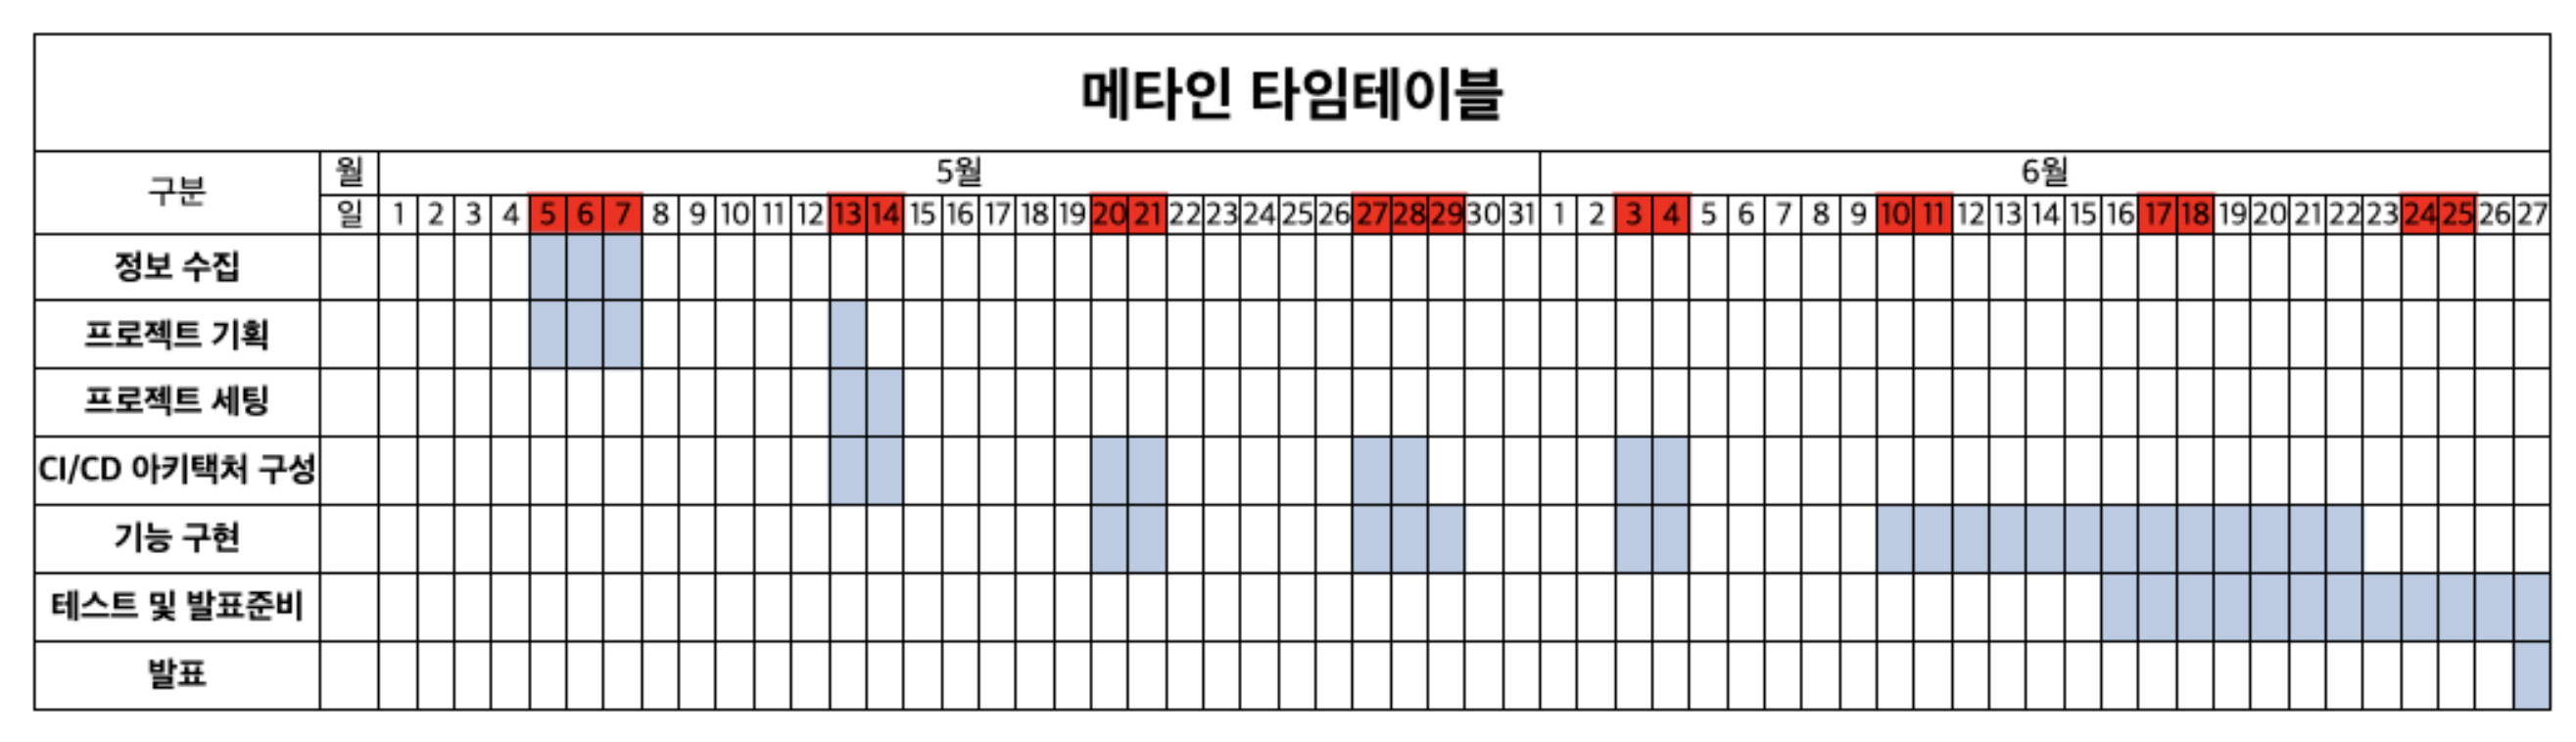 메타인 타임테이블
구분 월 5월 6월
일 1 2 3 4 5 6 7 8 9 10 11 12 13 14 15 16 17 18 19 20 21 22 23 24 25 26 27 28 29 30 31 1 2 3 4 5 6 7 8 9 10 11 12 13 14 15 16 17 18 19 20 21 22 23 24 25 26 27
정보 수집
프로젝트 기획
프로젝트 세팅
CI/CD 아키택처 구성
기능 구현
테스트 및 발표준비
발표